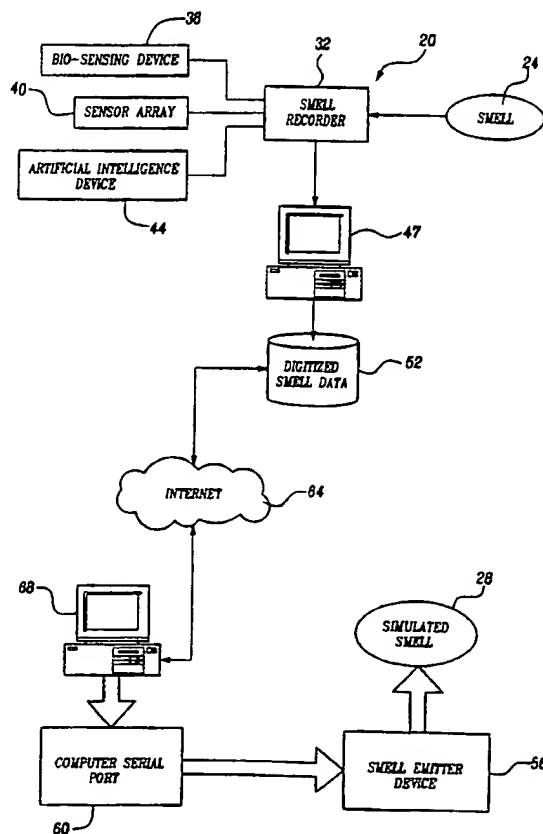 38
BIO-SENSING DEVICE
32
20
24
40
SENSOR ARRAY
SMELL
RECORDER
SMELL
ARTIFICIAL INTELLIGENCE
DEVICE
44
47
DIGITIZED
SMELL DATA
52
INTERNET
64
68
28
SIMULATED
SMELL
COMPUTER SERIAL
PORT
SMELL EMITTER
DEVICE
56
60